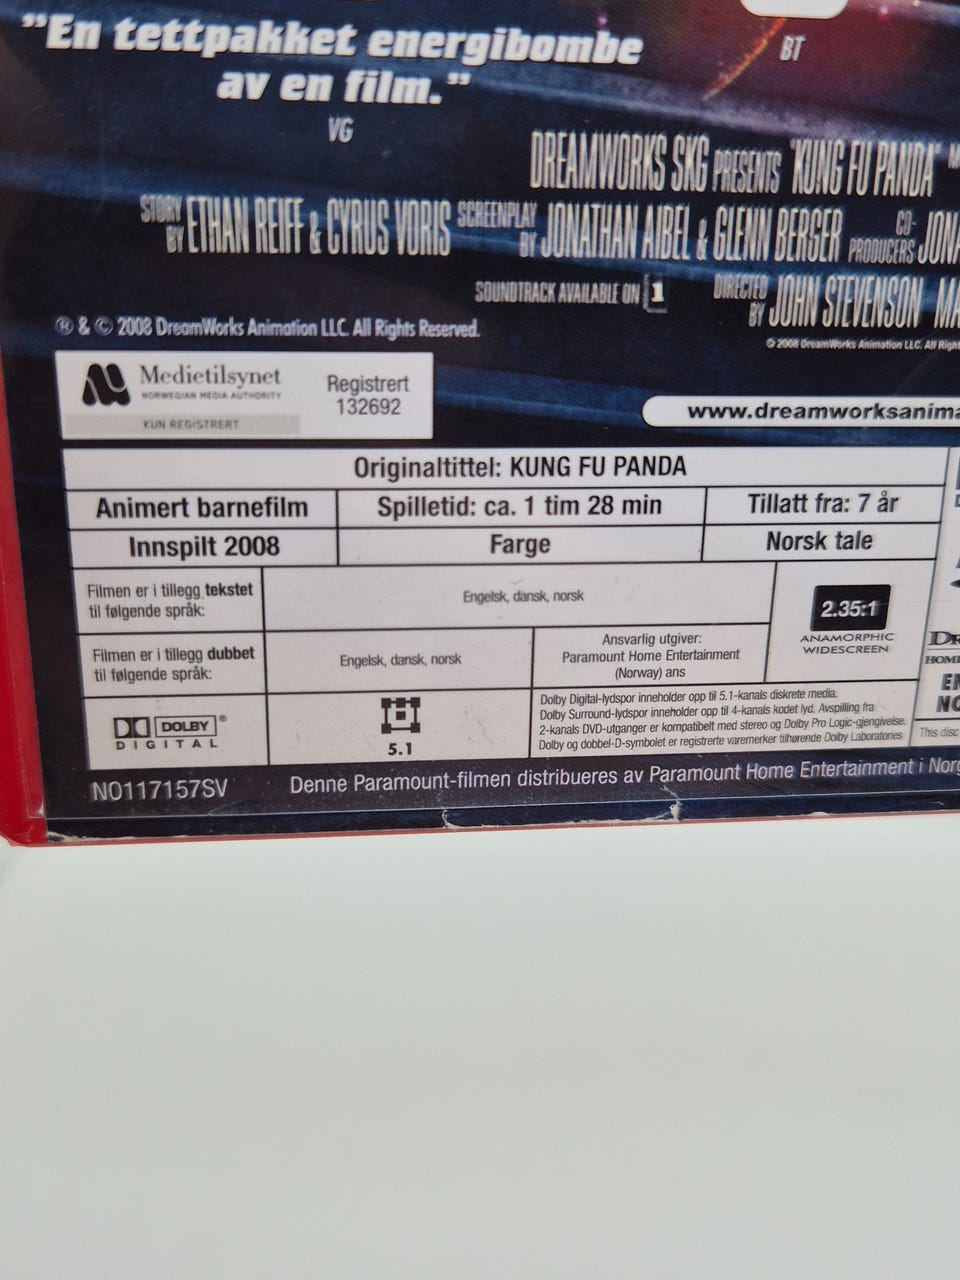 "En tettpakket energibombe
av en film."
VG
BT
DREAMWORKS SKG PRESENTS "KUNG FU PANDA"
STORY BY ETHAN REIFF & CYRUS VORIS SCREENPLAY BY JONATHAN AIBEL & GLENN BERGER CO-PRODUCERS JON
SOUNDTRACK AVAILABLE ON 1 DIRECTED BY JOHN STEVENSON
® & © 2008 DreamWorks Animation LLC. All Rights Reserved.
© 2008 DreamWorks Animation LLC. All Right
Medietilsynet
NORWEGIAN MEDIA AUTHORITY
KUN REGISTRERT
Registrert
132692
www.dreamworksanima
Originaltittel: KUNG FU PANDA
Animert barnefilm Spilletid: ca. 1 tim 28 min Tillatt fra: 7 år
Innspilt 2008 Farge Norsk tale
Filmen er i tillegg tekstet
til følgende språk:
Engelsk, dansk, norsk
2.35:1
ANAMORPHIC
WIDESCREEN
Filmen er i tillegg dubbet
til følgende språk:
Engelsk, dansk, norsk
Ansvarlig utgiver:
Paramount Home Entertainment
(Norway) ans
DOLBY®
DIGITAL
5.1
Dolby Digital-lydspor inneholder opp til 5.1-kanals diskrete media.
Dolby Surround-lydspor inneholder opp til 4-kanals kodet lyd. Avspilling fra
2-kanals DVD-utganger er kompatibelt med stereo og Dolby Pro Logic-gjengivelse.
Dolby og dobbel-D-symbolet er registrerte varemerker tilhørende Dolby Laboratories
This disc
NO117157SV
Denne Paramount-filmen distribueres av Paramount Home Entertainment i Norg